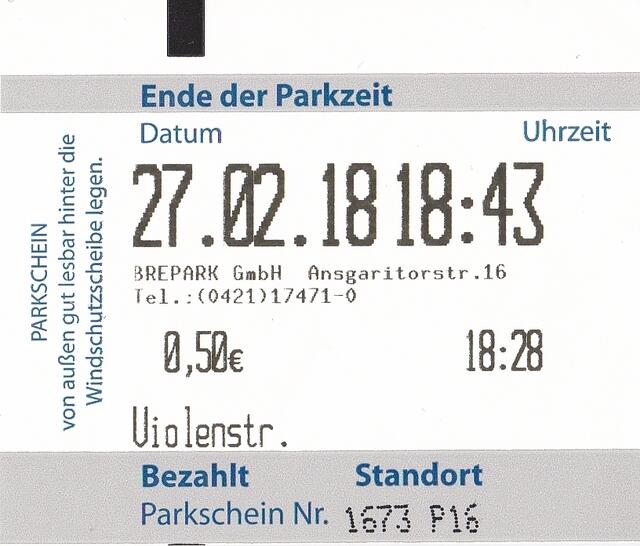 Ende der Parkzeit
Datum Uhrzeit
27.02.18 18:43
BREPARK GmbH Ansgaritorstr.16
Tel.:(0421)17471-0
0,50€ 18:28
Violenstr.
Bezahlt Standort
Parkschein Nr. 1673 P16
PARKSCHEIN
von außen gut lesbar hinter die
Windschutzscheibe legen.